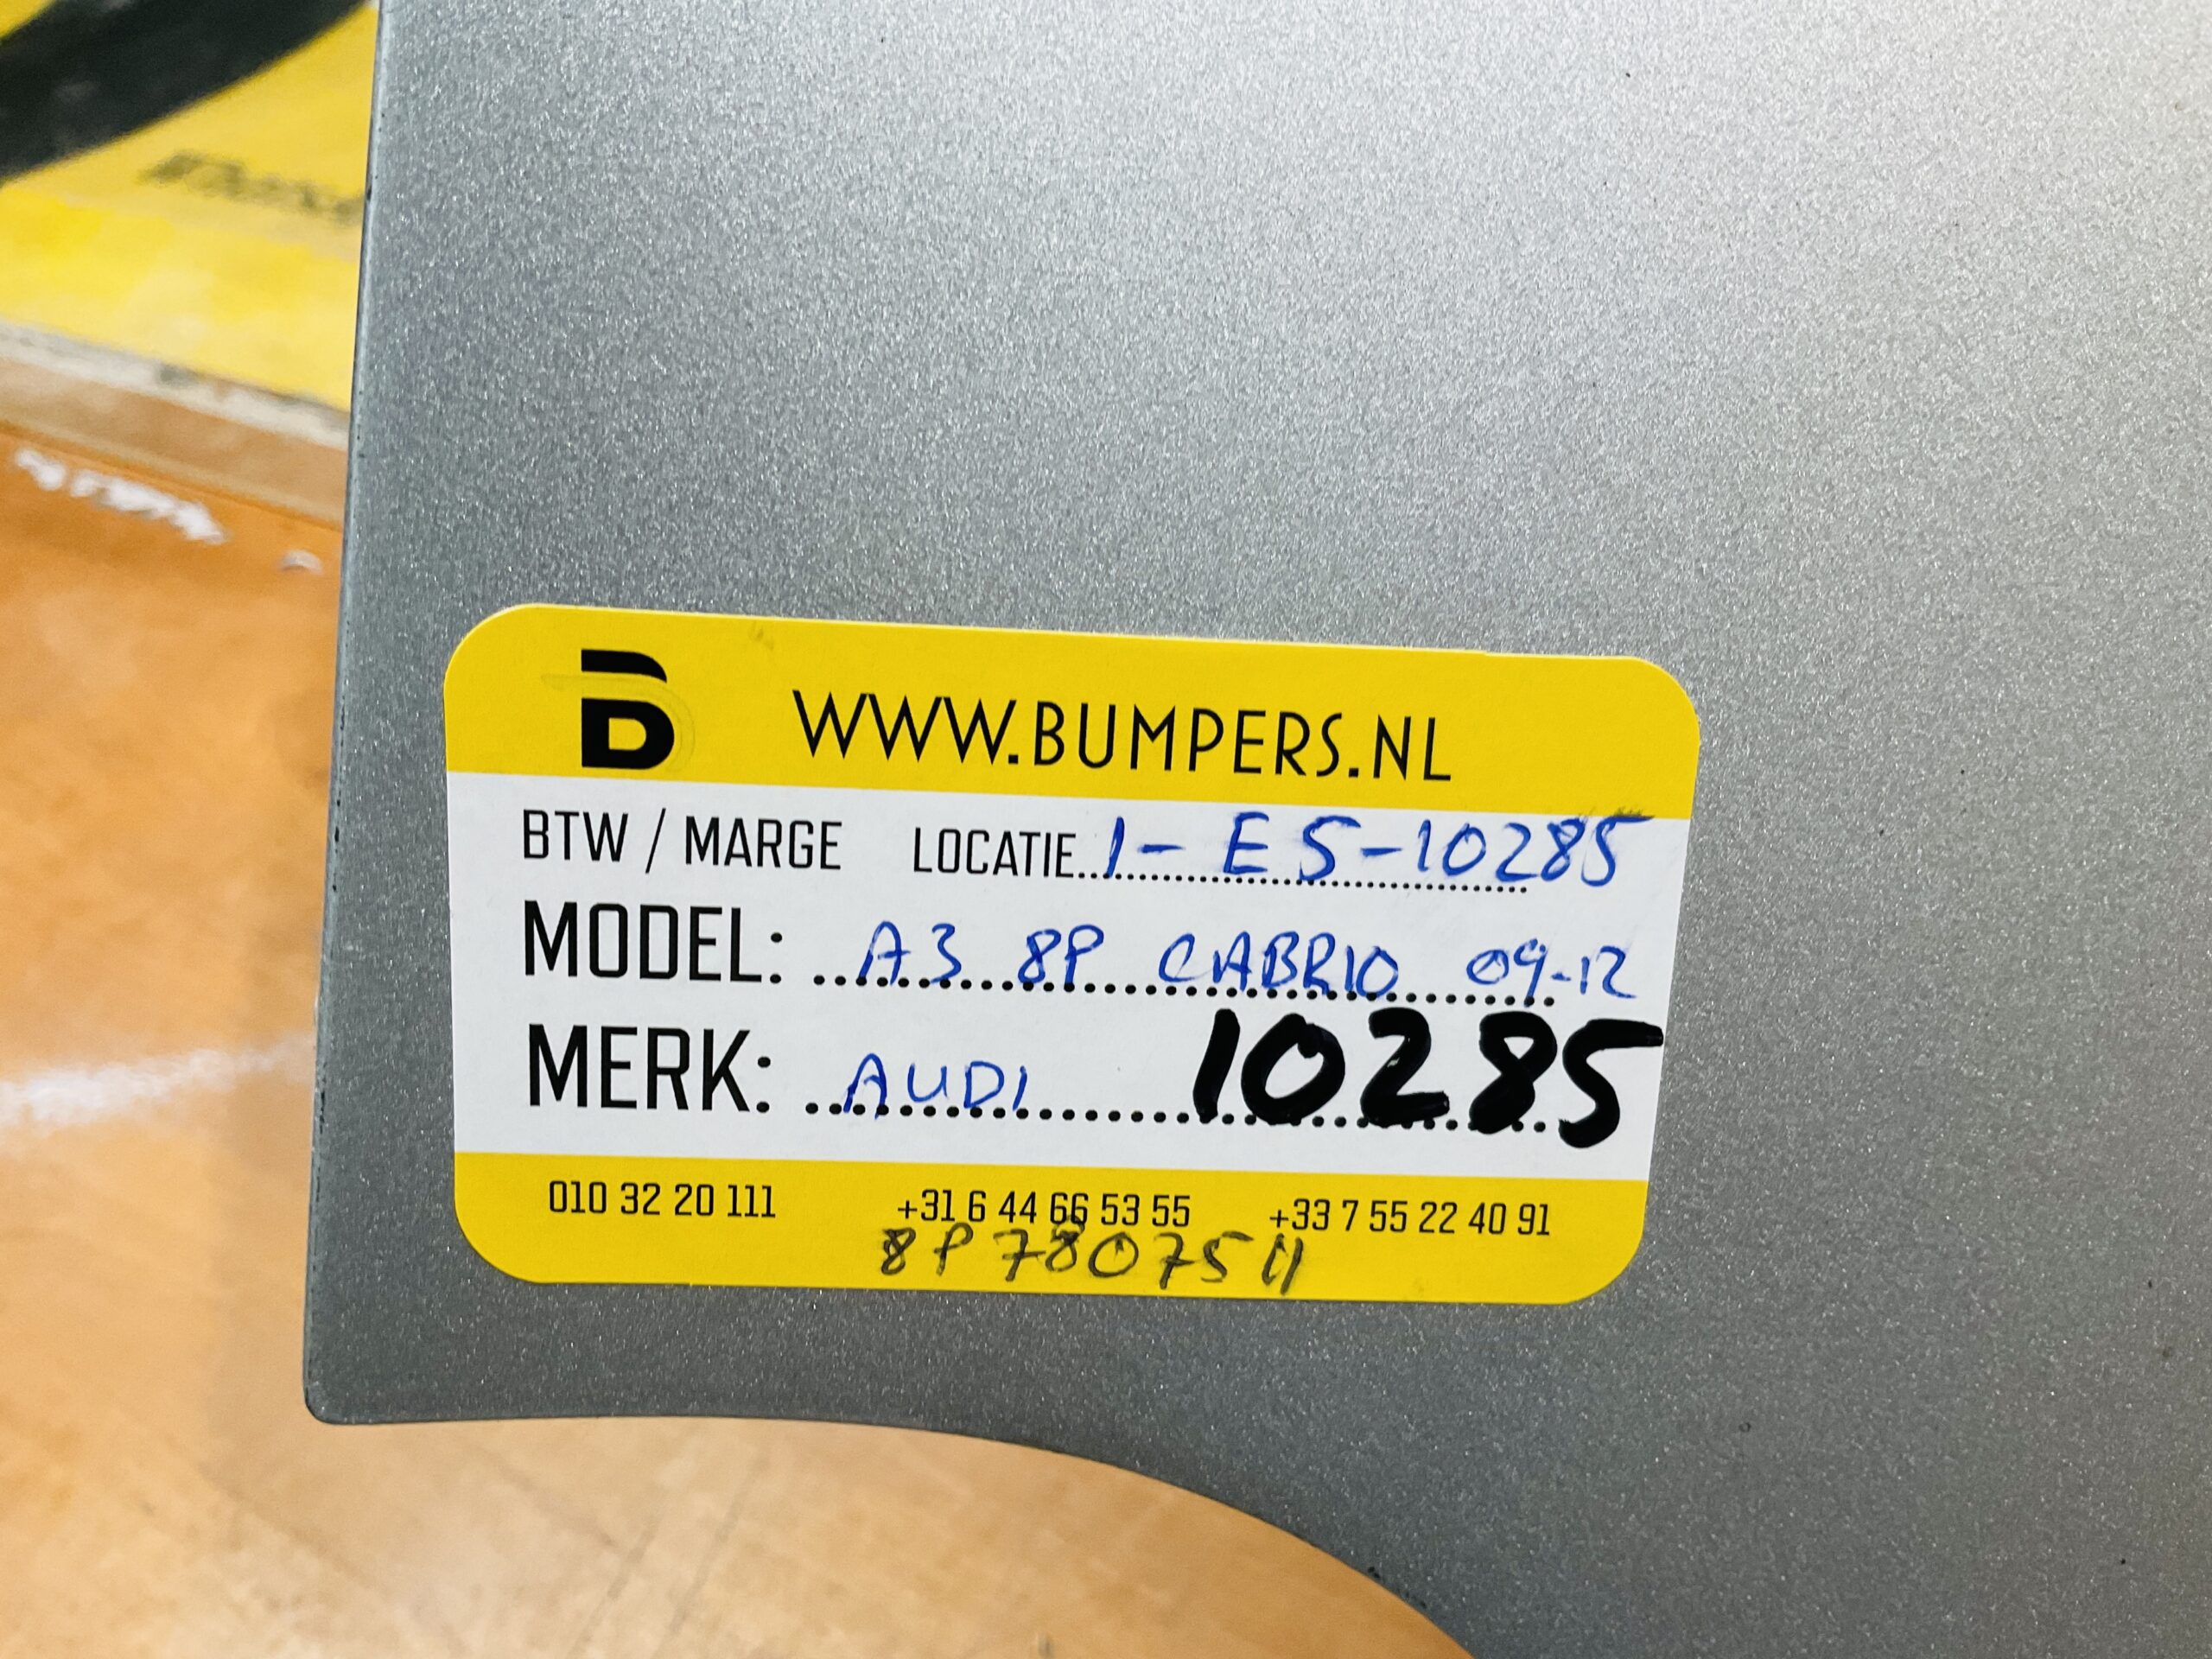 B WWW.BUMPERS.NL
BTW / MARGE LOCATIE 1-E5-10285
MODEL: A3 8P CABRIO 09-12
MERK: AUDI 10285
010 32 20 111 +31 6 44 66 53 55 +33 7 55 22 40 91
8P7807511